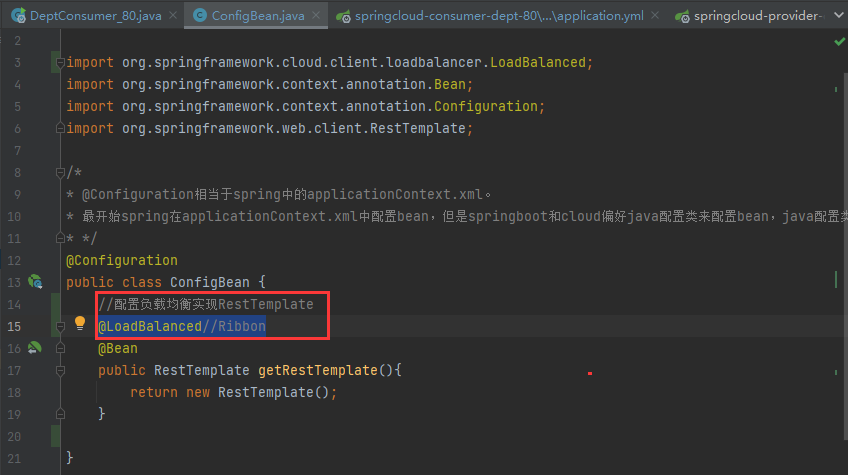 DeptConsumer_80.java × ConfigBean.java × springcloud-consumer-dept-80\...\application.yml × springcloud-provider-
2
3 import org.springframework.cloud.client.loadbalancer.LoadBalanced;
4 import org.springframework.context.annotation.Bean;
5 import org.springframework.context.annotation.Configuration;
6 import org.springframework.web.client.RestTemplate;
7
8 /*
9 * @Configuration相当于spring中的applicationContext.xml。
10 * 最开始spring在applicationContext.xml中配置bean，但是springboot和cloud偏好java配置类来配置bean，java配置类
11 * */
12 @Configuration
13 public class ConfigBean {
14 //配置负载均衡实现RestTemplate
15 @LoadBalanced//Ribbon
16 @Bean
17 public RestTemplate getRestTemplate(){
18 return new RestTemplate();
19 }
20
21 }